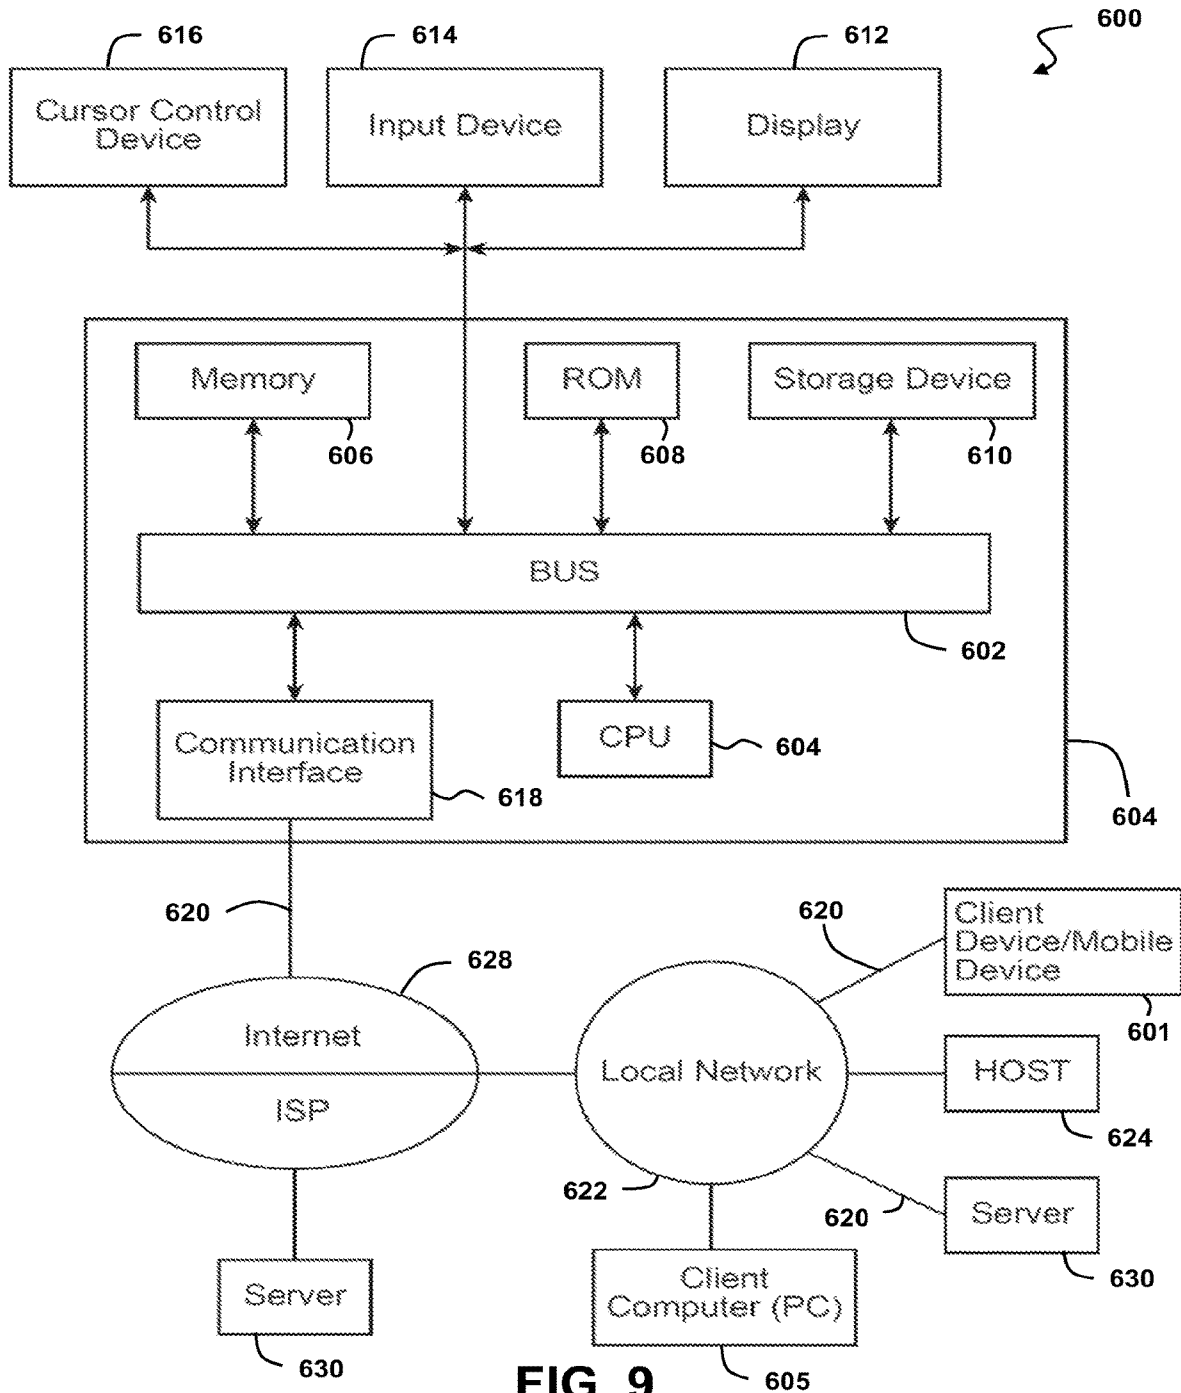 616
614
612
600
Cursor Control
Device
Input Device
Display
Memory
ROM
Storage Device
606
608
610
BUS
602
Communication
Interface
CPU
604
618
604
620
620
Client
Device/Mobile
Device
601
628
Internet
ISP
Local Network
HOST
624
622
620
Server
630
Server
630
Client
Computer (PC)
605
FIG. 9